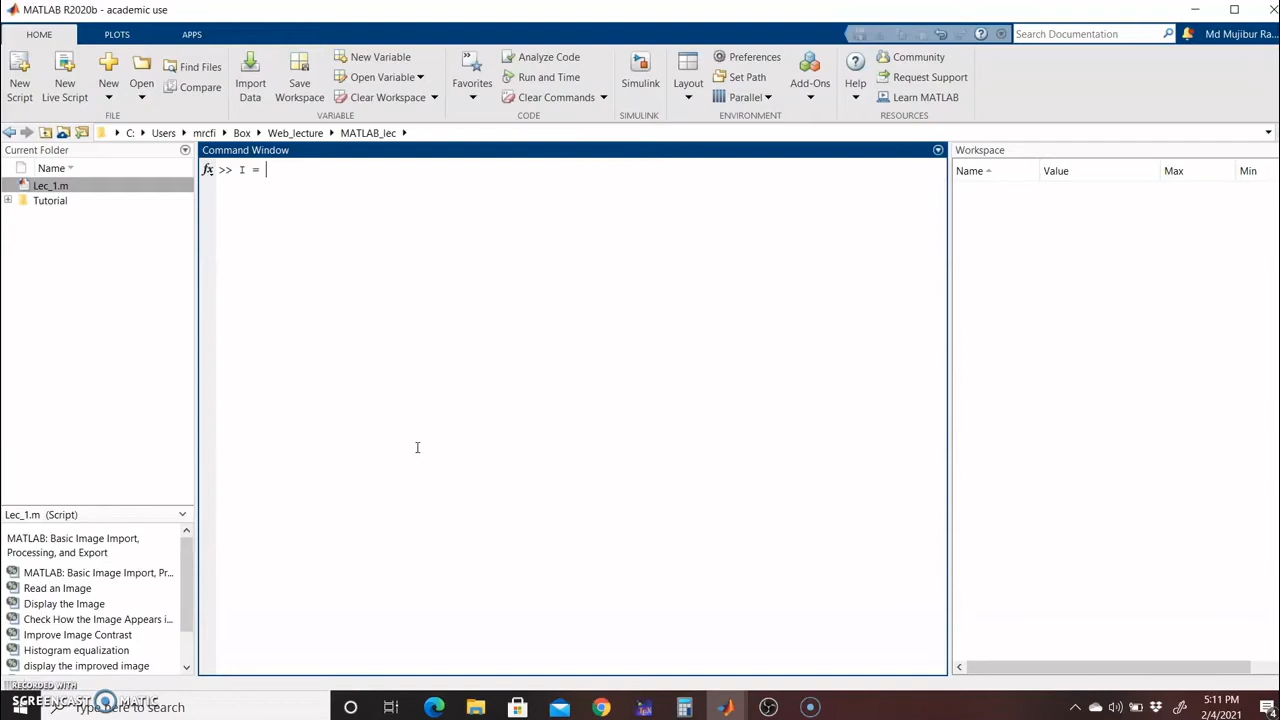 MATLAB R2020b - academic use
HOME PLOTS APPS Search Documentation Md Mujibur Ra...
New Script New Live Script New Open Find Files Compare Import Data Save Workspace New Variable Open Variable Clear Workspace Favorites Analyze Code Run and Time Clear Commands Simulink Layout Preferences Set Path Parallel Add-Ons Help Community Request Support Learn MATLAB
FILE VARIABLE CODE SIMULINK ENVIRONMENT RESOURCES
C: Users mrcfi Box Web_lecture MATLAB_lec
Current Folder Command Window Workspace
Name Name Value Max Min
fx >> I =
Lec_1.m
Tutorial
Lec_1.m (Script)
MATLAB: Basic Image Import,
Processing, and Export
MATLAB: Basic Image Import, Pr...
Read an Image
Display the Image
Check How the Image Appears i...
Improve Image Contrast
Histogram equalization
display the improved image
RECORDED WITH
SCREENCAST MATIC
Type here to search
5:11 PM
2/4/2021